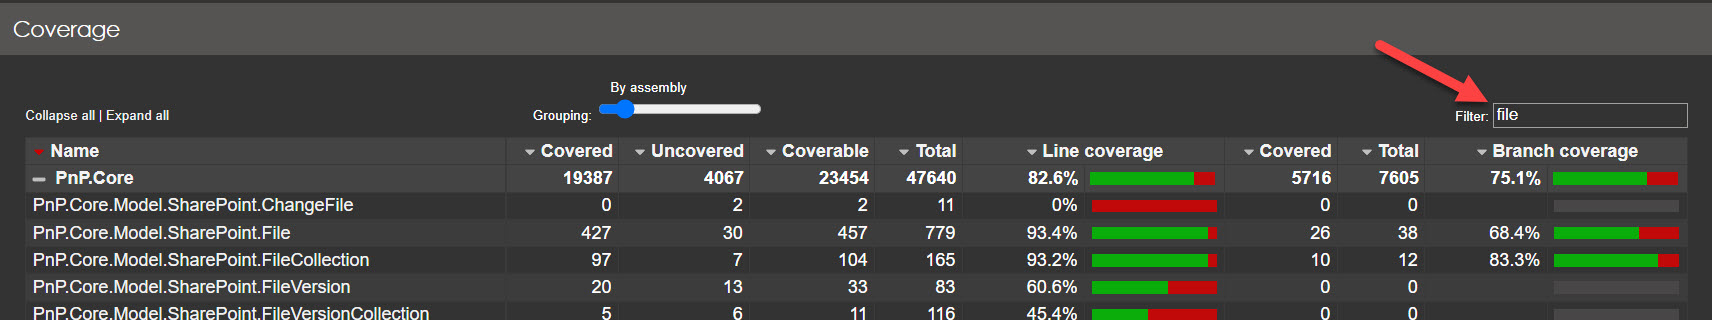 Coverage
By assembly
Collapse all | Expand all
Grouping:
Filter: file
Name Covered Uncovered Coverable Total Line coverage Covered Total Branch coverage
PnP.Core 19387 4067 23454 47640 82.6% 5716 7605 75.1%
PnP.Core.Model.SharePoint.ChangeFile 0 2 2 11 0% 0 0
PnP.Core.Model.SharePoint.File 427 30 457 779 93.4% 26 38 68.4%
PnP.Core.Model.SharePoint.FileCollection 97 7 104 165 93.2% 10 12 83.3%
PnP.Core.Model.SharePoint.FileVersion 20 13 33 83 60.6% 0 0
PnP.Core.Model.SharePoint.FileVersionCollection 5 6 11 116 45.4% 0 0